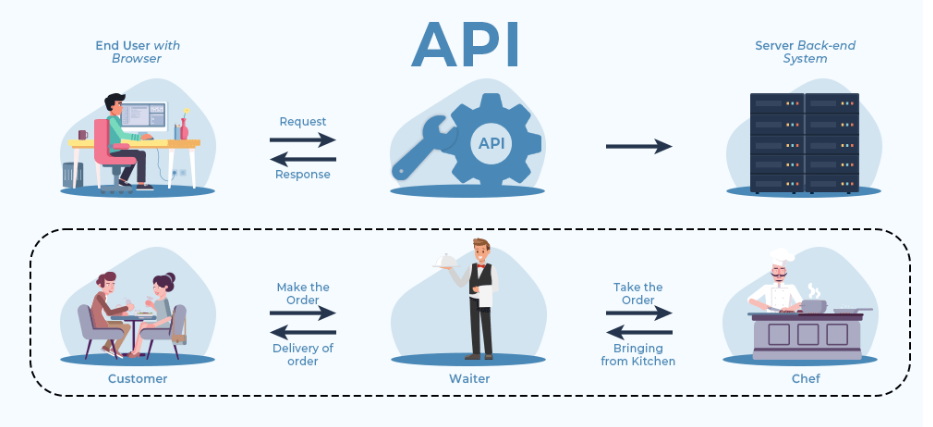 API
End User with
Browser
Server Back-end
System
Request
Response
API
Make the
Order
Delivery of
order
Take the
Order
Bringing
from Kitchen
Customer
Waiter
Chef